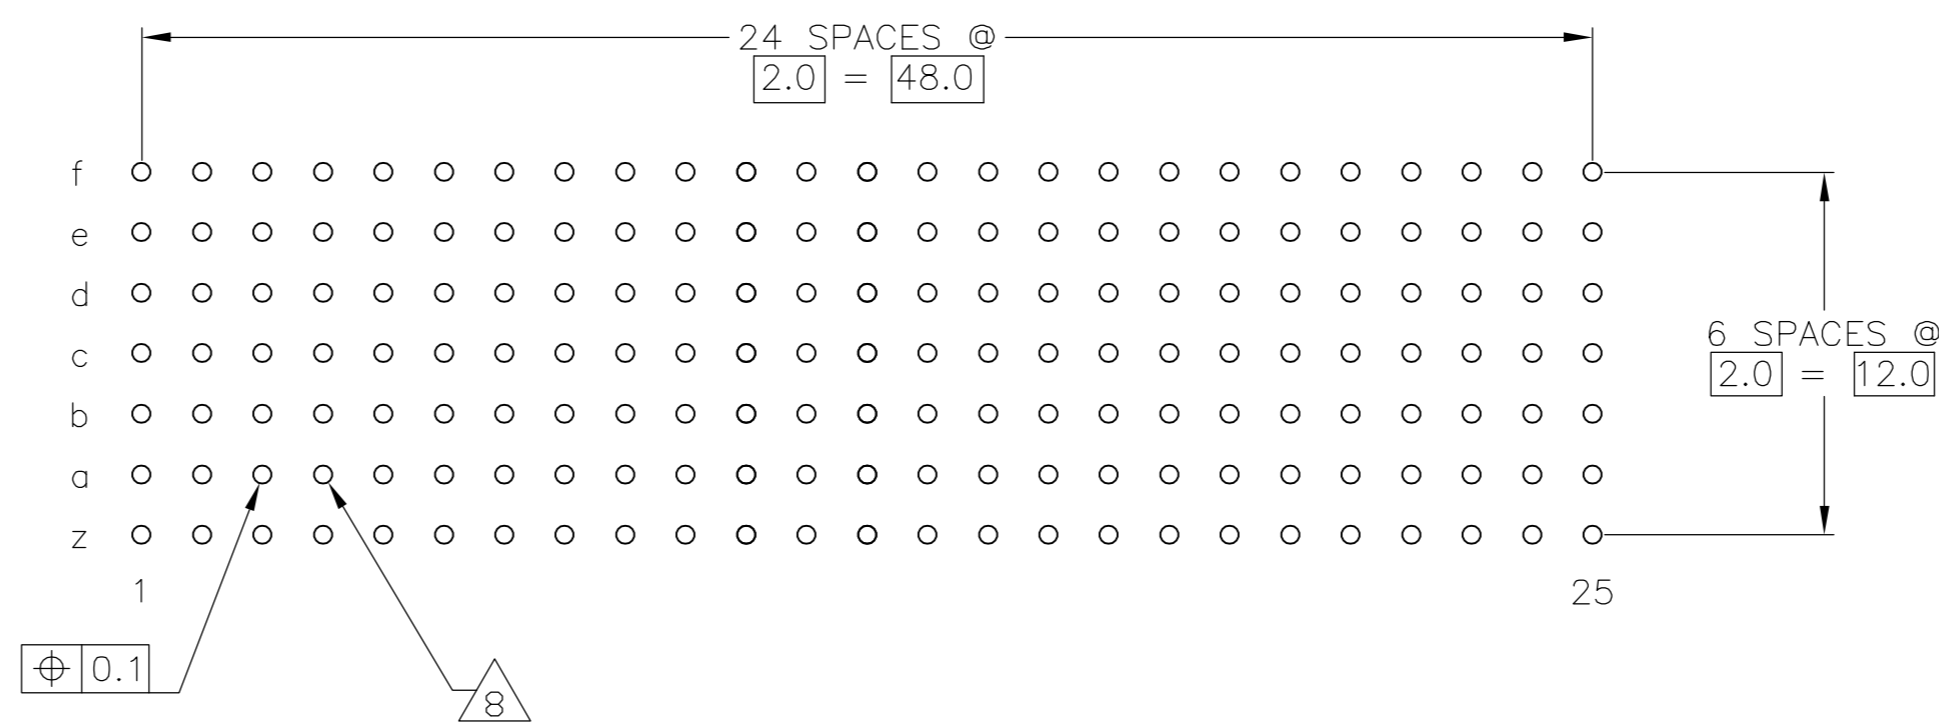 24 SPACES @
2.0 = 48.0
f
e
d
c
b
a
z
6 SPACES @
2.0 = 12.0
1
25
⌖ 0.1
8